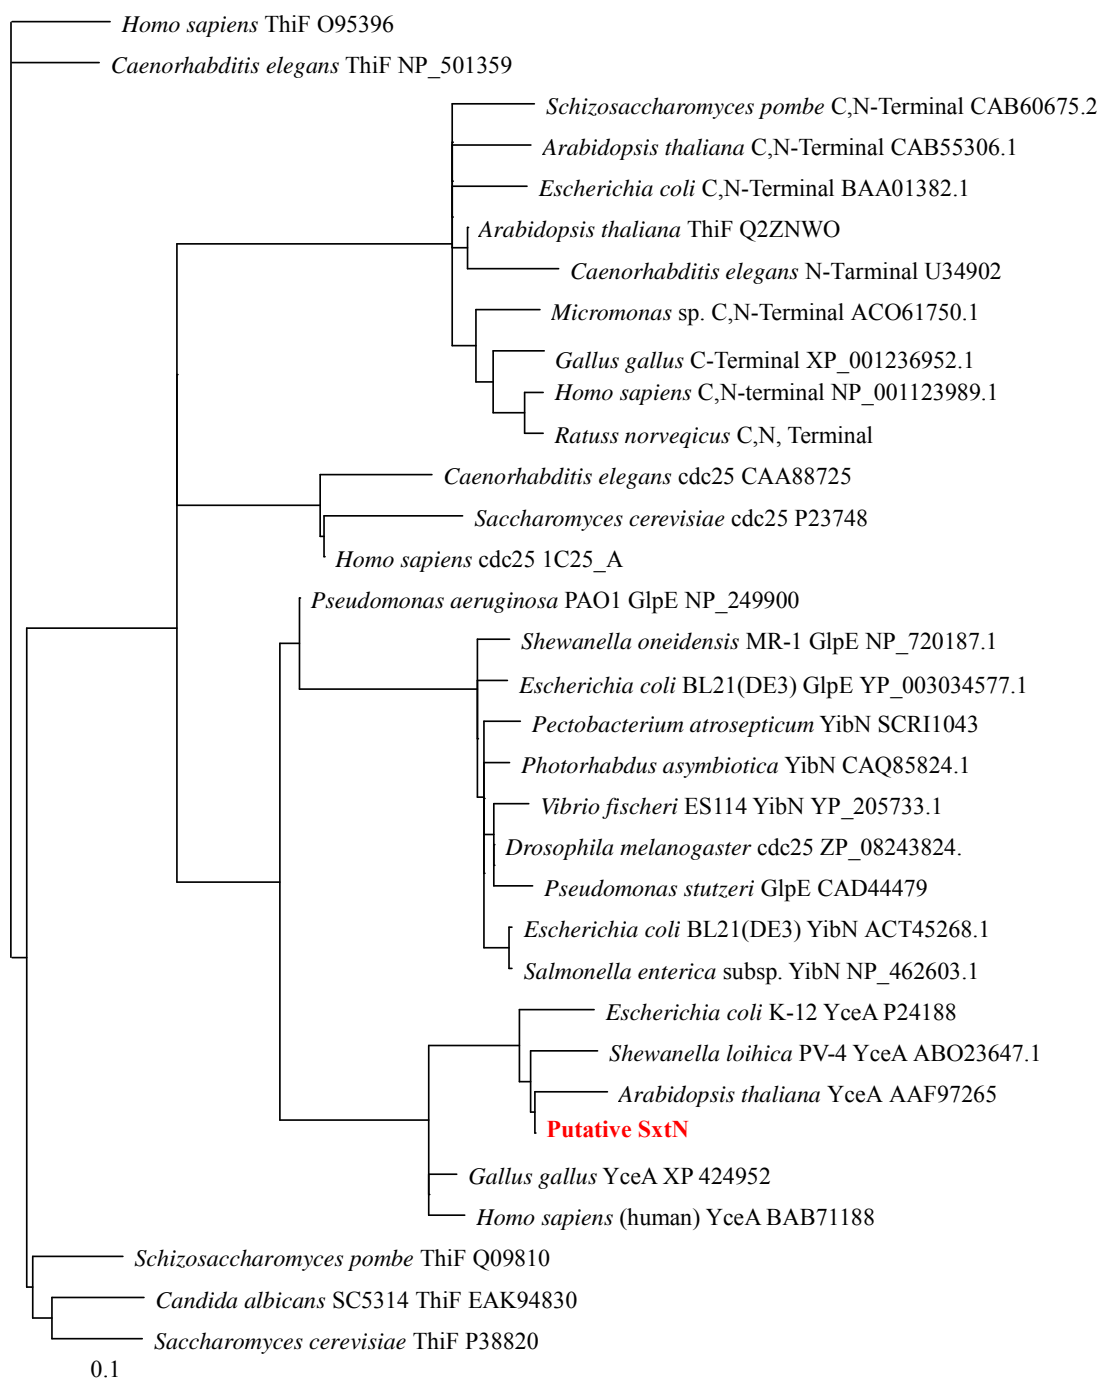 Homo sapiens ThiF O95396
Caenorhabditis elegans ThiF NP_501359
Schizosaccharomyces pombe C,N-Terminal CAB60675.2
Arabidopsis thaliana C,N-Terminal CAB55306.1
Escherichia coli C,N-Terminal BAA01382.1
Arabidopsis thaliana ThiF Q2ZNWO
Caenorhabditis elegans N-Tarminal U34902
Micromonas sp. C,N-Terminal ACO61750.1
Gallus gallus C-Terminal XP_001236952.1
Homo sapiens C,N-terminal NP_001123989.1
Ratuss norveqicus C,N, Terminal
Caenorhabditis elegans cdc25 CAA88725
Saccharomyces cerevisiae cdc25 P23748
Homo sapiens cdc25 1C25_A
Pseudomonas aeruginosa PAO1 GlpE NP_249900
Shewanella oneidensis MR-1 GlpE NP_720187.1
Escherichia coli BL21(DE3) GlpE YP_003034577.1
Pectobacterium atrosepticum YibN SCRI1043
Photorhabdus asymbiotica YibN CAQ85824.1
Vibrio fischeri ES114 YibN YP_205733.1
Drosophila melanogaster cdc25 ZP_08243824.
Pseudomonas stutzeri GlpE CAD44479
Escherichia coli BL21(DE3) YibN ACT45268.1
Salmonella enterica subsp. YibN NP_462603.1
Escherichia coli K-12 YceA P24188
Shewanella loihica PV-4 YceA ABO23647.1
Arabidopsis thaliana YceA AAF97265
Putative SxtN
Gallus gallus YceA XP 424952
Homo sapiens (human) YceA BAB71188
Schizosaccharomyces pombe ThiF Q09810
Candida albicans SC5314 ThiF EAK94830
Saccharomyces cerevisiae ThiF P38820
0.1